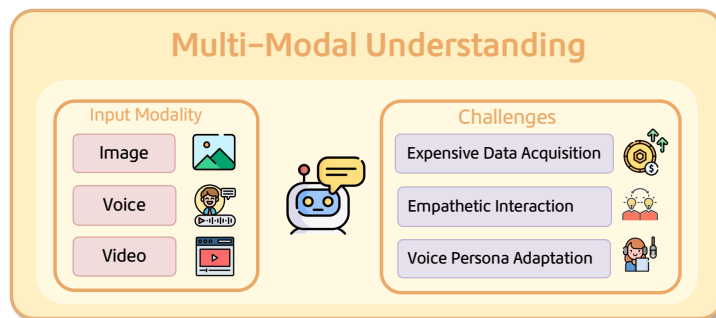 Multi-Modal Understanding
Input Modality
Image
Voice
Video
Challenges
Expensive Data Acquisition
Empathetic Interaction
Voice Persona Adaptation